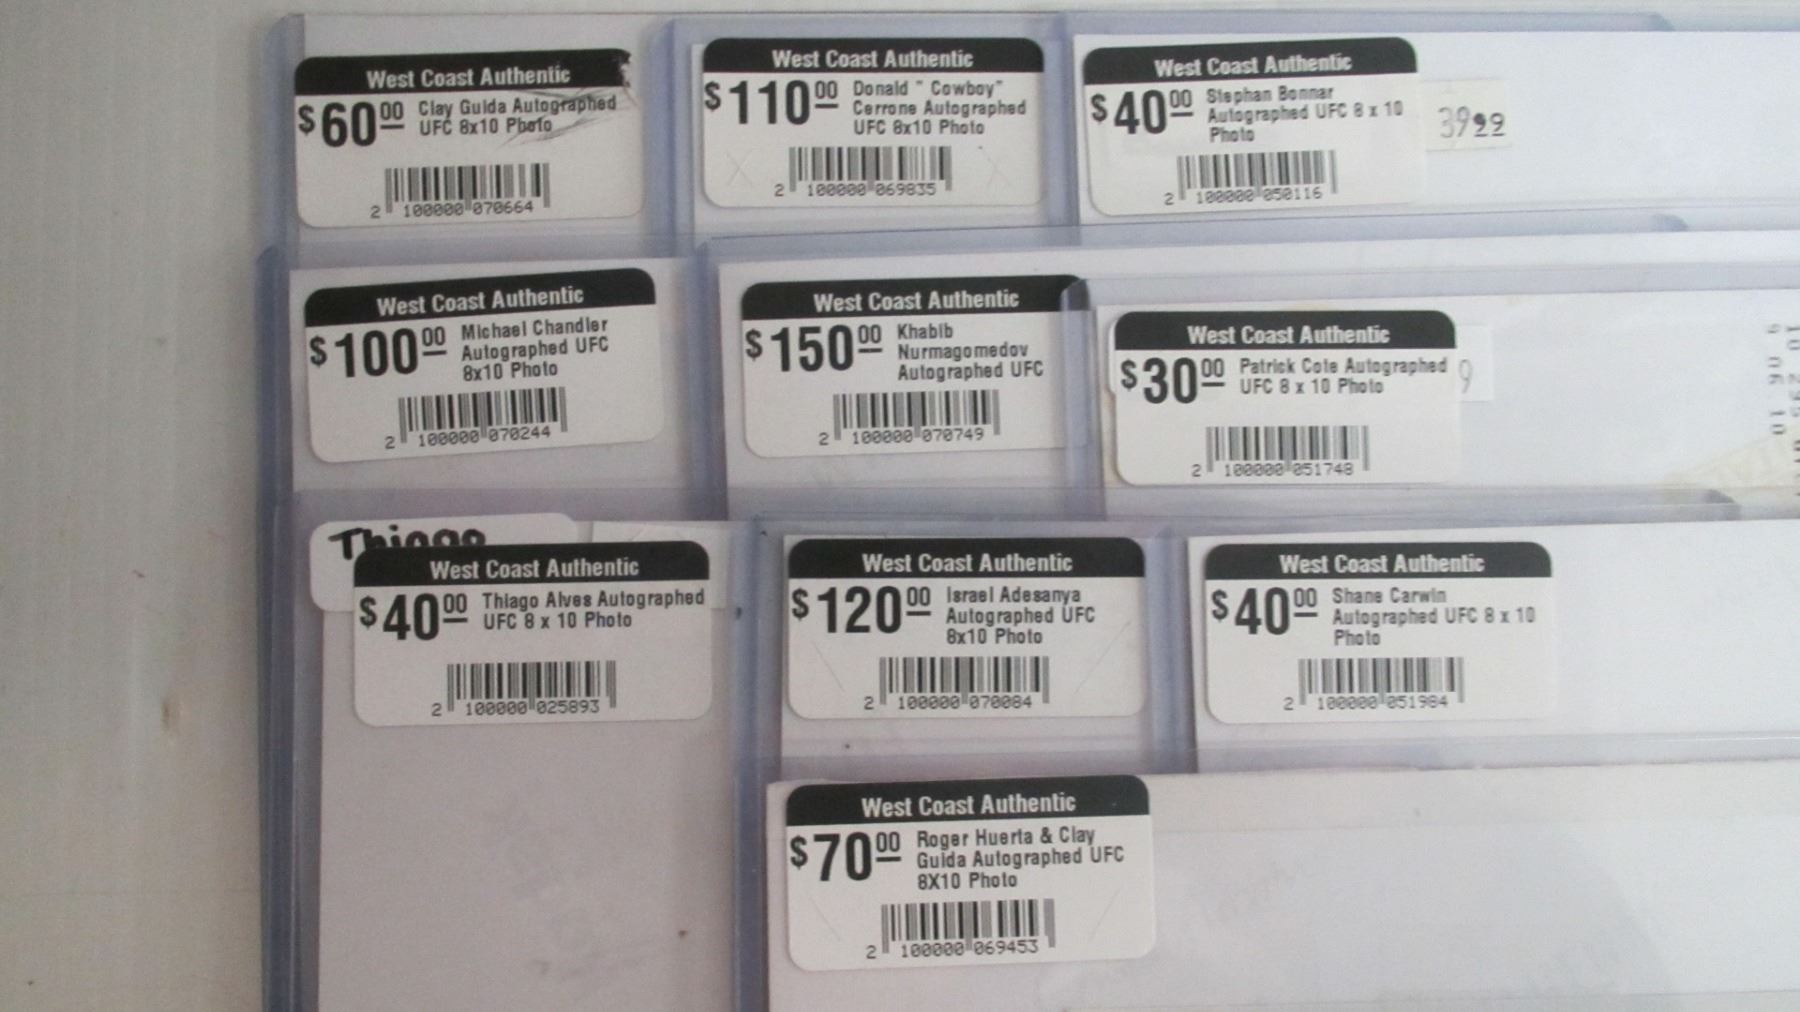 West Coast Authentic
$60.00 Clay Guida Autographed
UFC 8x10 Photo
2 100000 070664
West Coast Authentic
$110.00 Donald " Cowboy"
Cerrone Autographed
UFC 8x10 Photo
2 100000 069835
West Coast Authentic
$40.00 Stephan Bonnar
Autographed UFC 8 x 10
Photo
2 100000 050116
39.99
West Coast Authentic
$100.00 Michael Chandler
Autographed UFC
8x10 Photo
2 100000 070244
West Coast Authentic
$150.00 Khabib
Nurmagomedov
Autographed UFC
2 100000 070749
West Coast Authentic
$30.00 Patrick Cote Autographed
UFC 8 x 10 Photo
2 100000 051748
9
Thiago
West Coast Authentic
$40.00 Thiago Alves Autographed
UFC 8 x 10 Photo
2 100000 025893
West Coast Authentic
$120.00 Israel Adesanya
Autographed UFC
8x10 Photo
2 100000 070084
West Coast Authentic
$40.00 Shane Carwin
Autographed UFC 8 x 10
Photo
2 100000 051984
West Coast Authentic
$70.00 Roger Huerta & Clay
Guida Autographed UFC
8X10 Photo
2 100000 069453